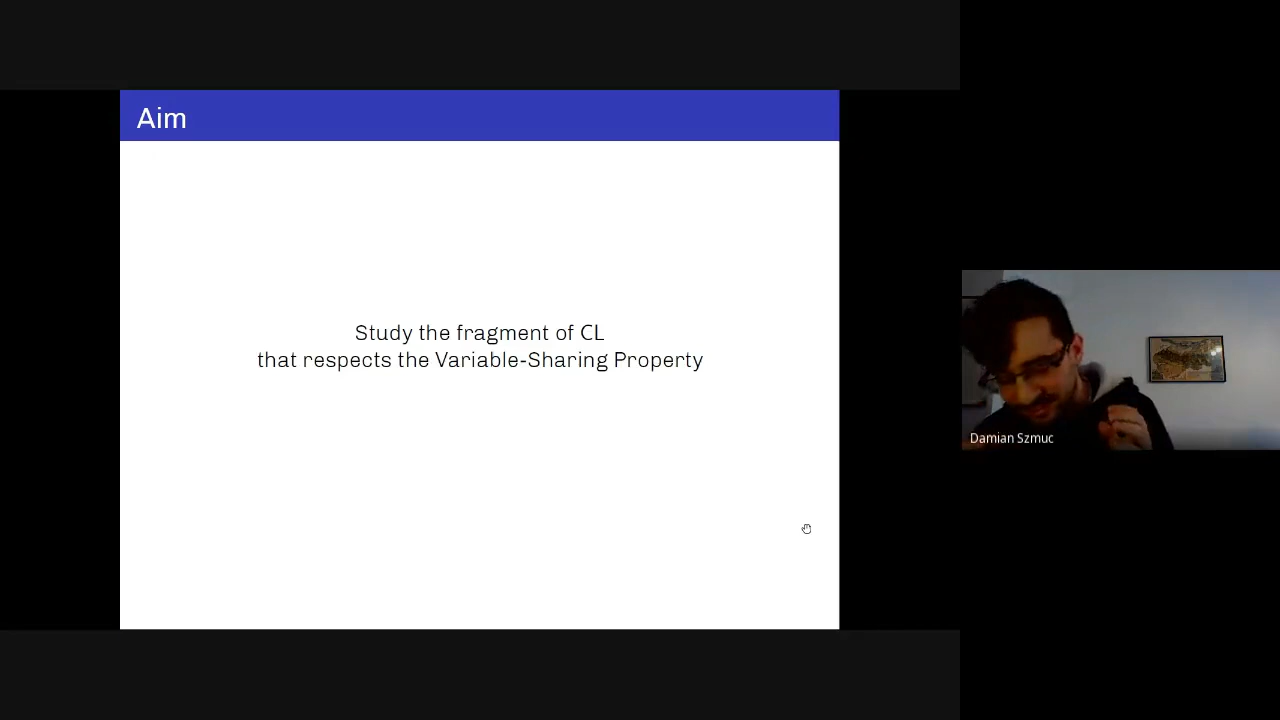 Aim
Study the fragment of CL
that respects the Variable-Sharing Property
Damian Szmuc